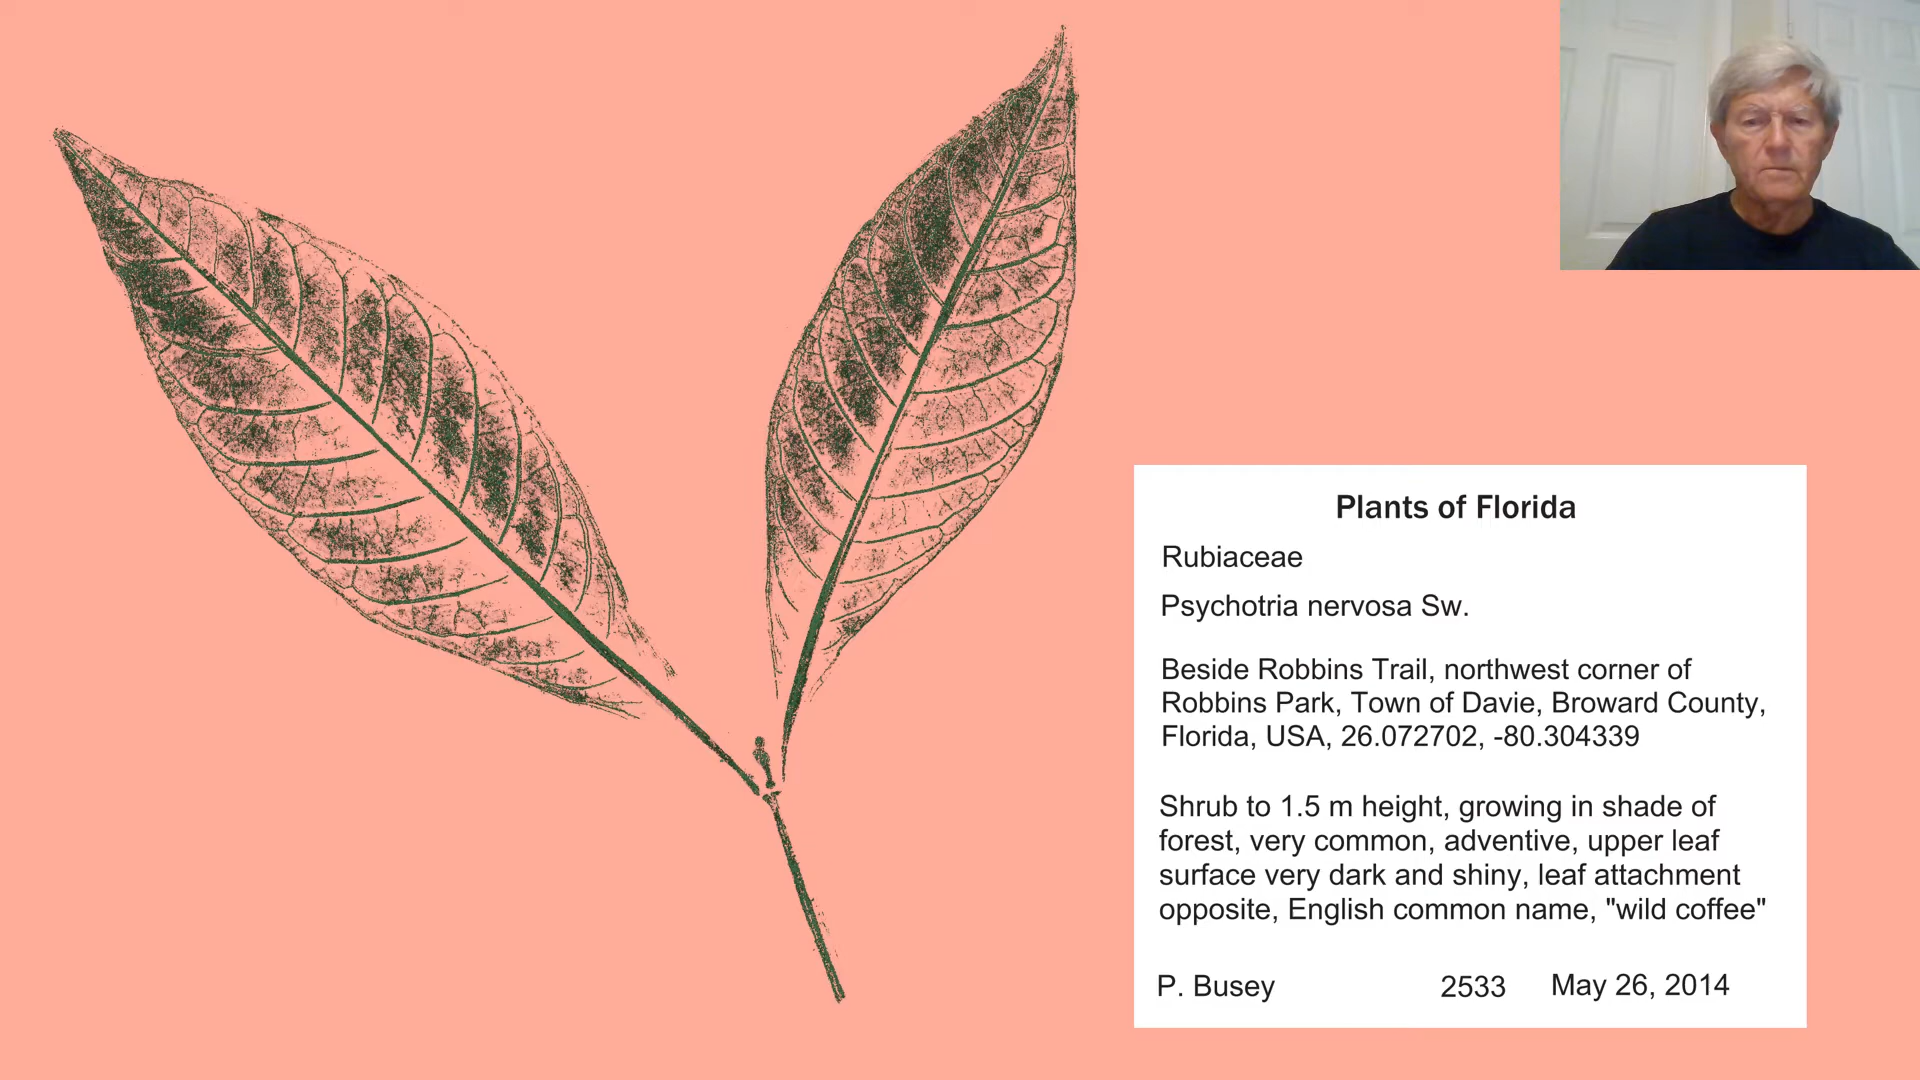 Plants of Florida
Rubiaceae
Psychotria nervosa Sw.
Beside Robbins Trail, northwest corner of
Robbins Park, Town of Davie, Broward County,
Florida, USA, 26.072702, -80.304339
Shrub to 1.5 m height, growing in shade of
forest, very common, adventive, upper leaf
surface very dark and shiny, leaf attachment
opposite, English common name, "wild coffee"
P. Busey 2533 May 26, 2014